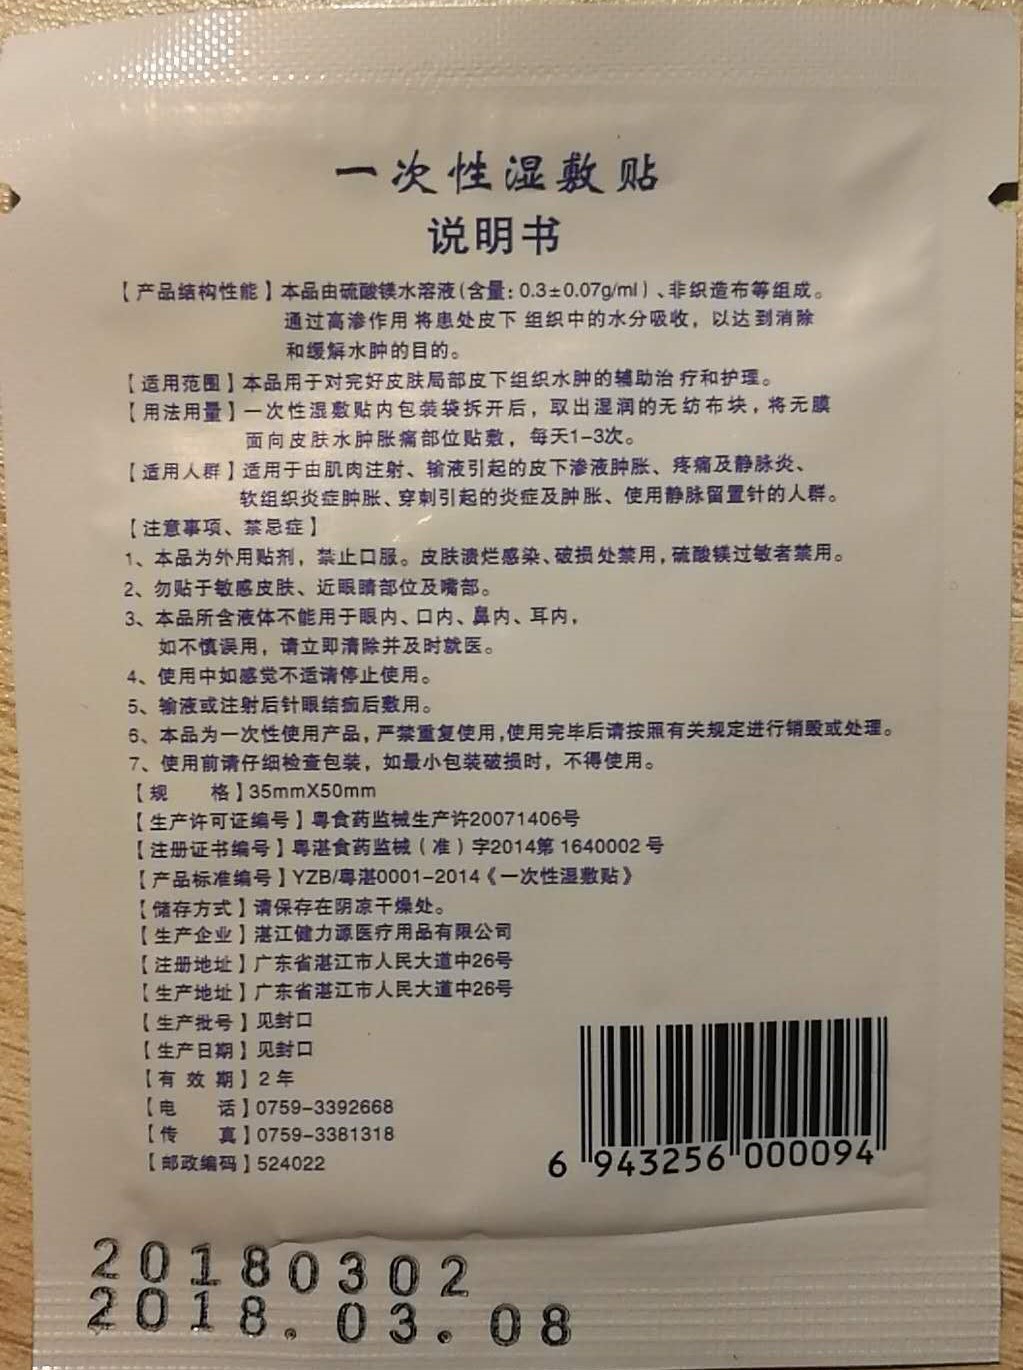 一次性湿敷贴
说明书
【产品结构性能】本品由硫酸镁水溶液(含量:0.3±0.07g/ml)、非织造布等组成。
通过高渗作用将患处皮下组织中的水分吸收，以达到消除
和缓解水肿的目的。
【适用范围】本品用于对完好皮肤局部皮下组织水肿的辅助治疗和护理。
【用法用量】一次性湿敷贴内包装袋拆开后，取出湿润的无纺布块，将无膜
面向皮肤水肿胀痛部位贴敷，每天1-3次。
【适用人群】适用于由肌肉注射、输液引起的皮下渗液肿胀、疼痛及静脉炎、
软组织炎症肿胀、穿刺引起的炎症及肿胀、使用静脉留置针的人群。
【注意事项、禁忌症】
1、本品为外用贴剂，禁止口服。皮肤溃烂感染、破损处禁用,硫酸镁过敏者禁用。
2、勿贴于敏感皮肤、近眼睛部位及嘴部。
3、本品所含液体不能用于眼内、口内、鼻内、耳内，
如不慎误用，请立即清除并及时就医。
4、使用中如感觉不适请停止使用。
5、输液或注射后针眼结痂后敷用。
6、本品为一次性使用产品,严禁重复使用,使用完毕后请按照有关规定进行销毁或处理。
7、使用前请仔细检查包装，如最小包装破损时，不得使用。
【规 格】35mmX50mm
【生产许可证编号】粤食药监械生产许20071406号
【注册证书编号】粤湛食药监械(准)字2014第1640002号
【产品标准编号】YZB/粤湛0001-2014《一次性湿敷贴》
【储存方式】请保存在阴凉干燥处。
【生产企业】湛江健力源医疗用品有限公司
【注册地址】广东省湛江市人民大道中26号
【生产地址】广东省湛江市人民大道中26号
【生产批号】见封口
【生产日期】见封口
【有效期】2年
【电 话】0759-3392668
【传 真】0759-3381318
【邮政编码】524022
6 943256 000094
20180302
2018.03.08